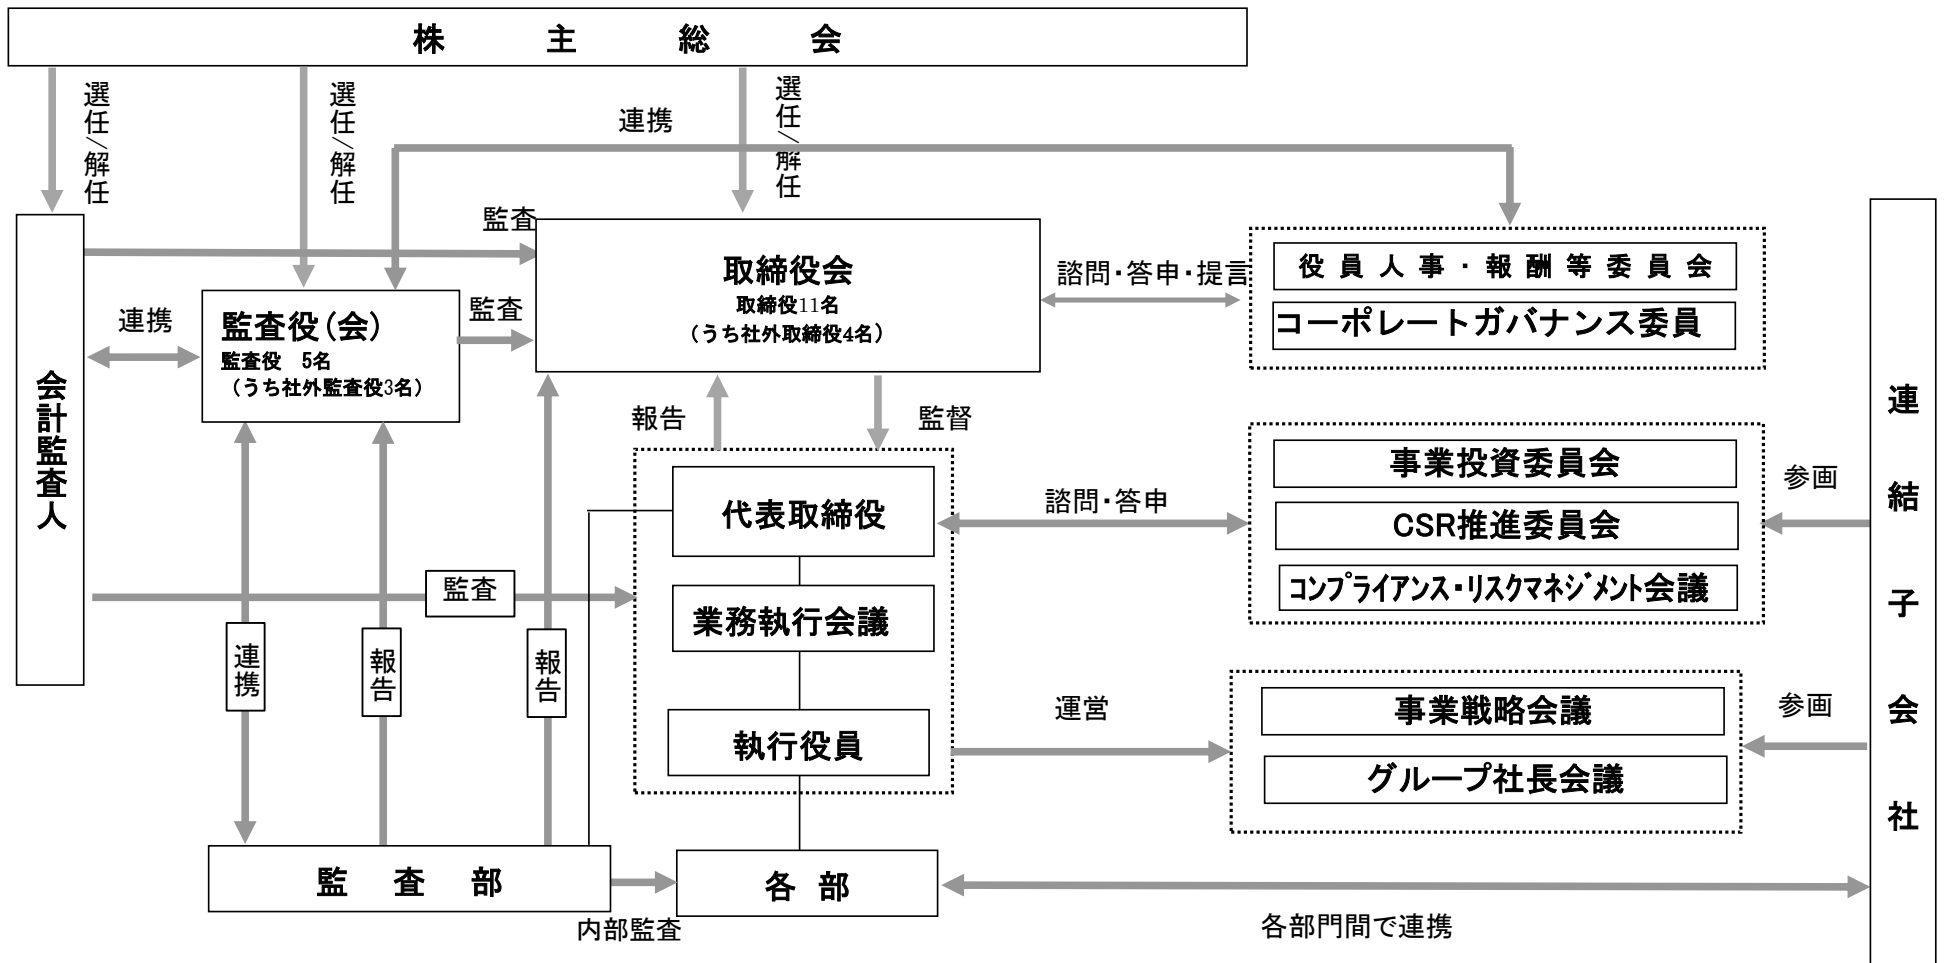 株 主 総 会
選任/解任
選任/解任
選任/解任
連携
監査
取締役会
取締役11名
(うち社外取締役4名)
諮問・答申・提言
役員人事・報酬等委員会
コーポレートガバナンス委員
連携
監査役(会)
監査役 5名
(うち社外監査役3名)
監査
会計監査人
報告
監督
代表取締役
業務執行会議
執行役員
諮問・答申
事業投資委員会
CSR推進委員会
コンプライアンス・リスクマネジメント会議
参画
連結子会社
監査
連携
報告
報告
運営
事業戦略会議
グループ社長会議
参画
監査部
各部
内部監査
各部門間で連携